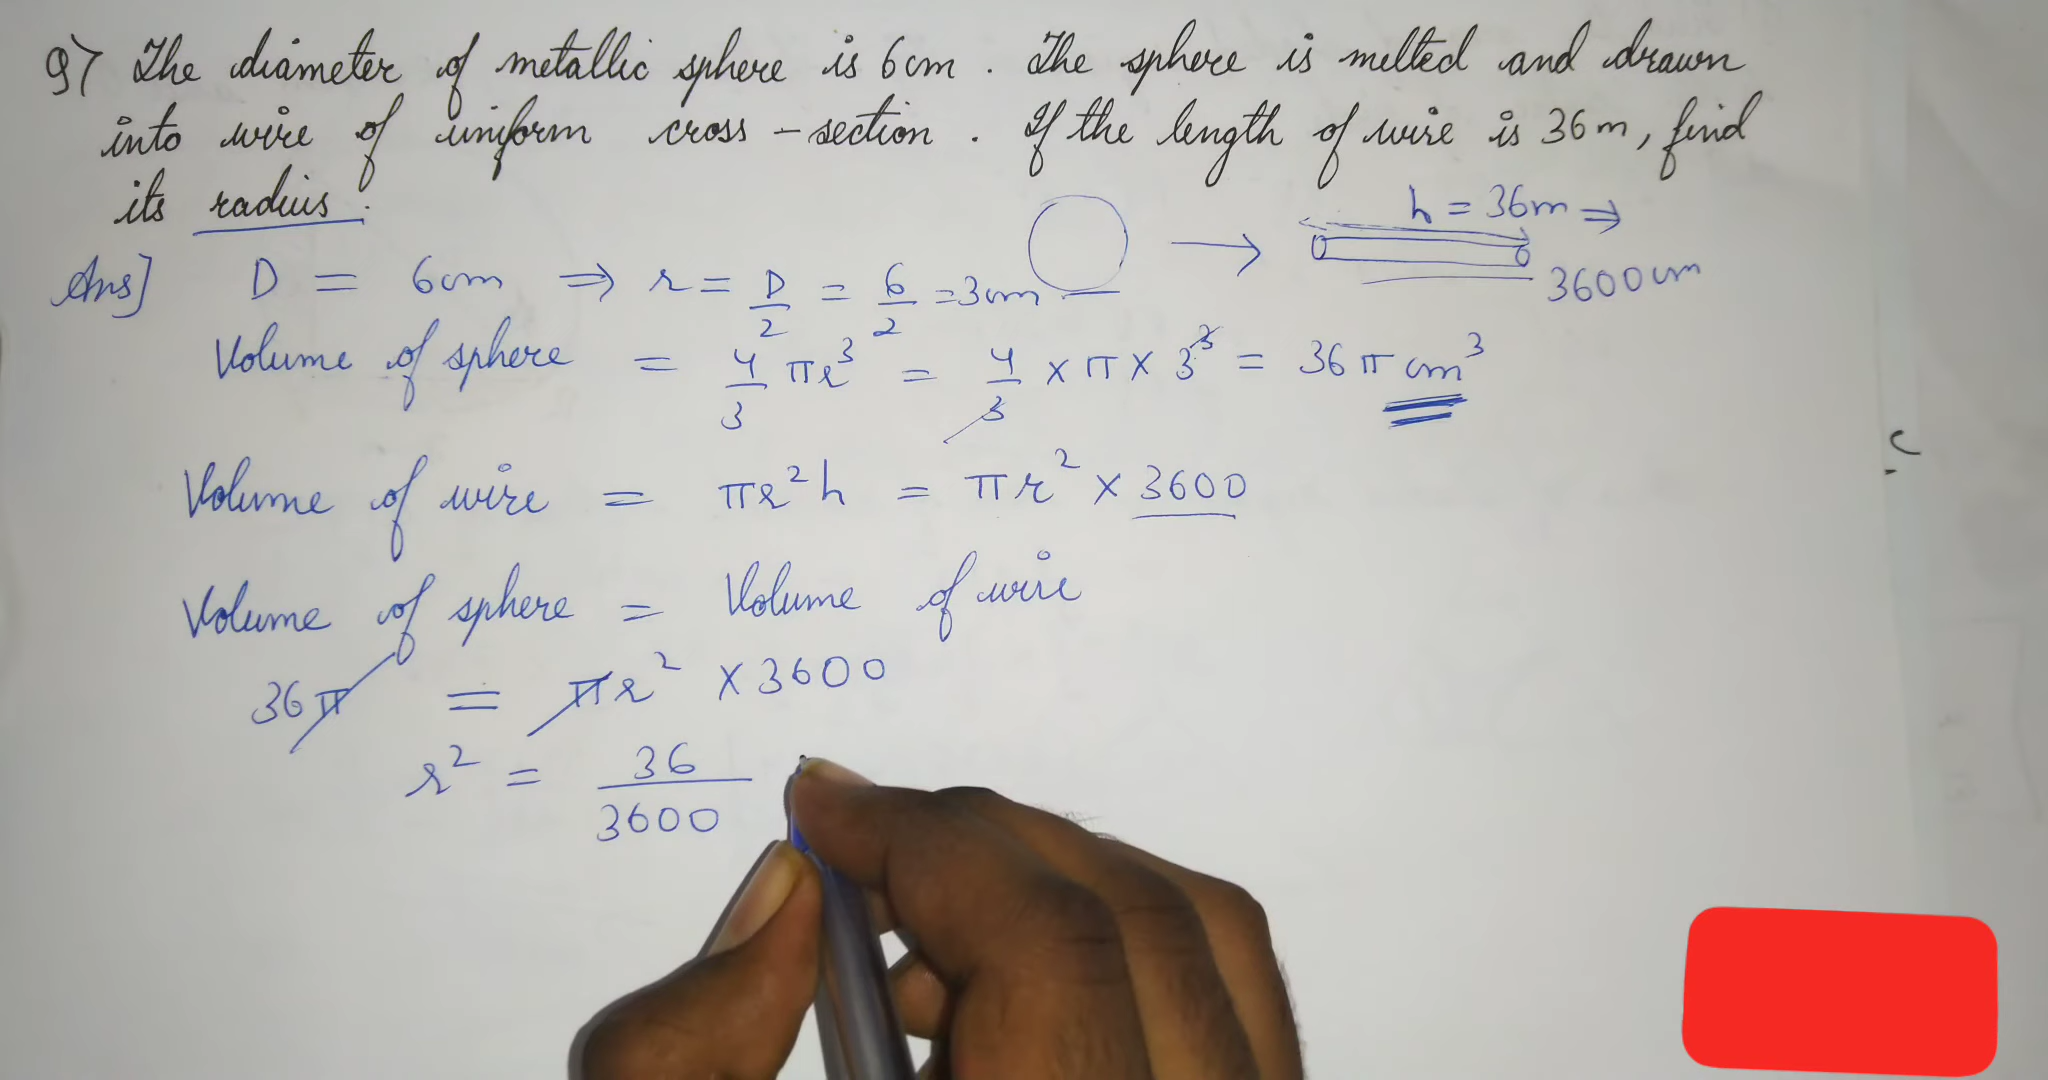 9) The diameter of metallic sphere is 6cm. The sphere is melted and drawn
into wire of uniform cross-section. If the length of wire is 36m, find
its radius.
h = 36m ⇒
3600cm
Ans] D = 6cm ⇒ r = D/2 = 6/2 = 3cm
Volume of sphere = 4/3 πr³ = 4/3 × π × 3³ = 36π cm³
Volume of wire = πr²h = πr² × 3600
Volume of sphere = Volume of wire
36π = πr² × 3600
r² = 36/3600